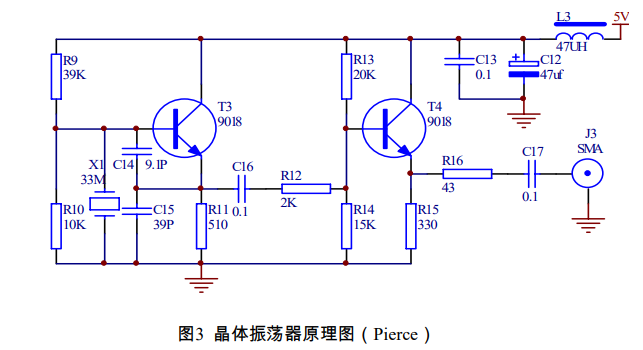 L3
5V
47UH
R9
39K
R13
20K
C13
0.1
+
C12
47uf
T3
9018
T4
9018
J3
SMA
X1
33M
C14
9.1P
C16
0.1
R12
2K
R16
43
C17
0.1
R10
10K
C15
39P
R11
510
R14
15K
R15
330
图3 晶体振荡器原理图（Pierce）